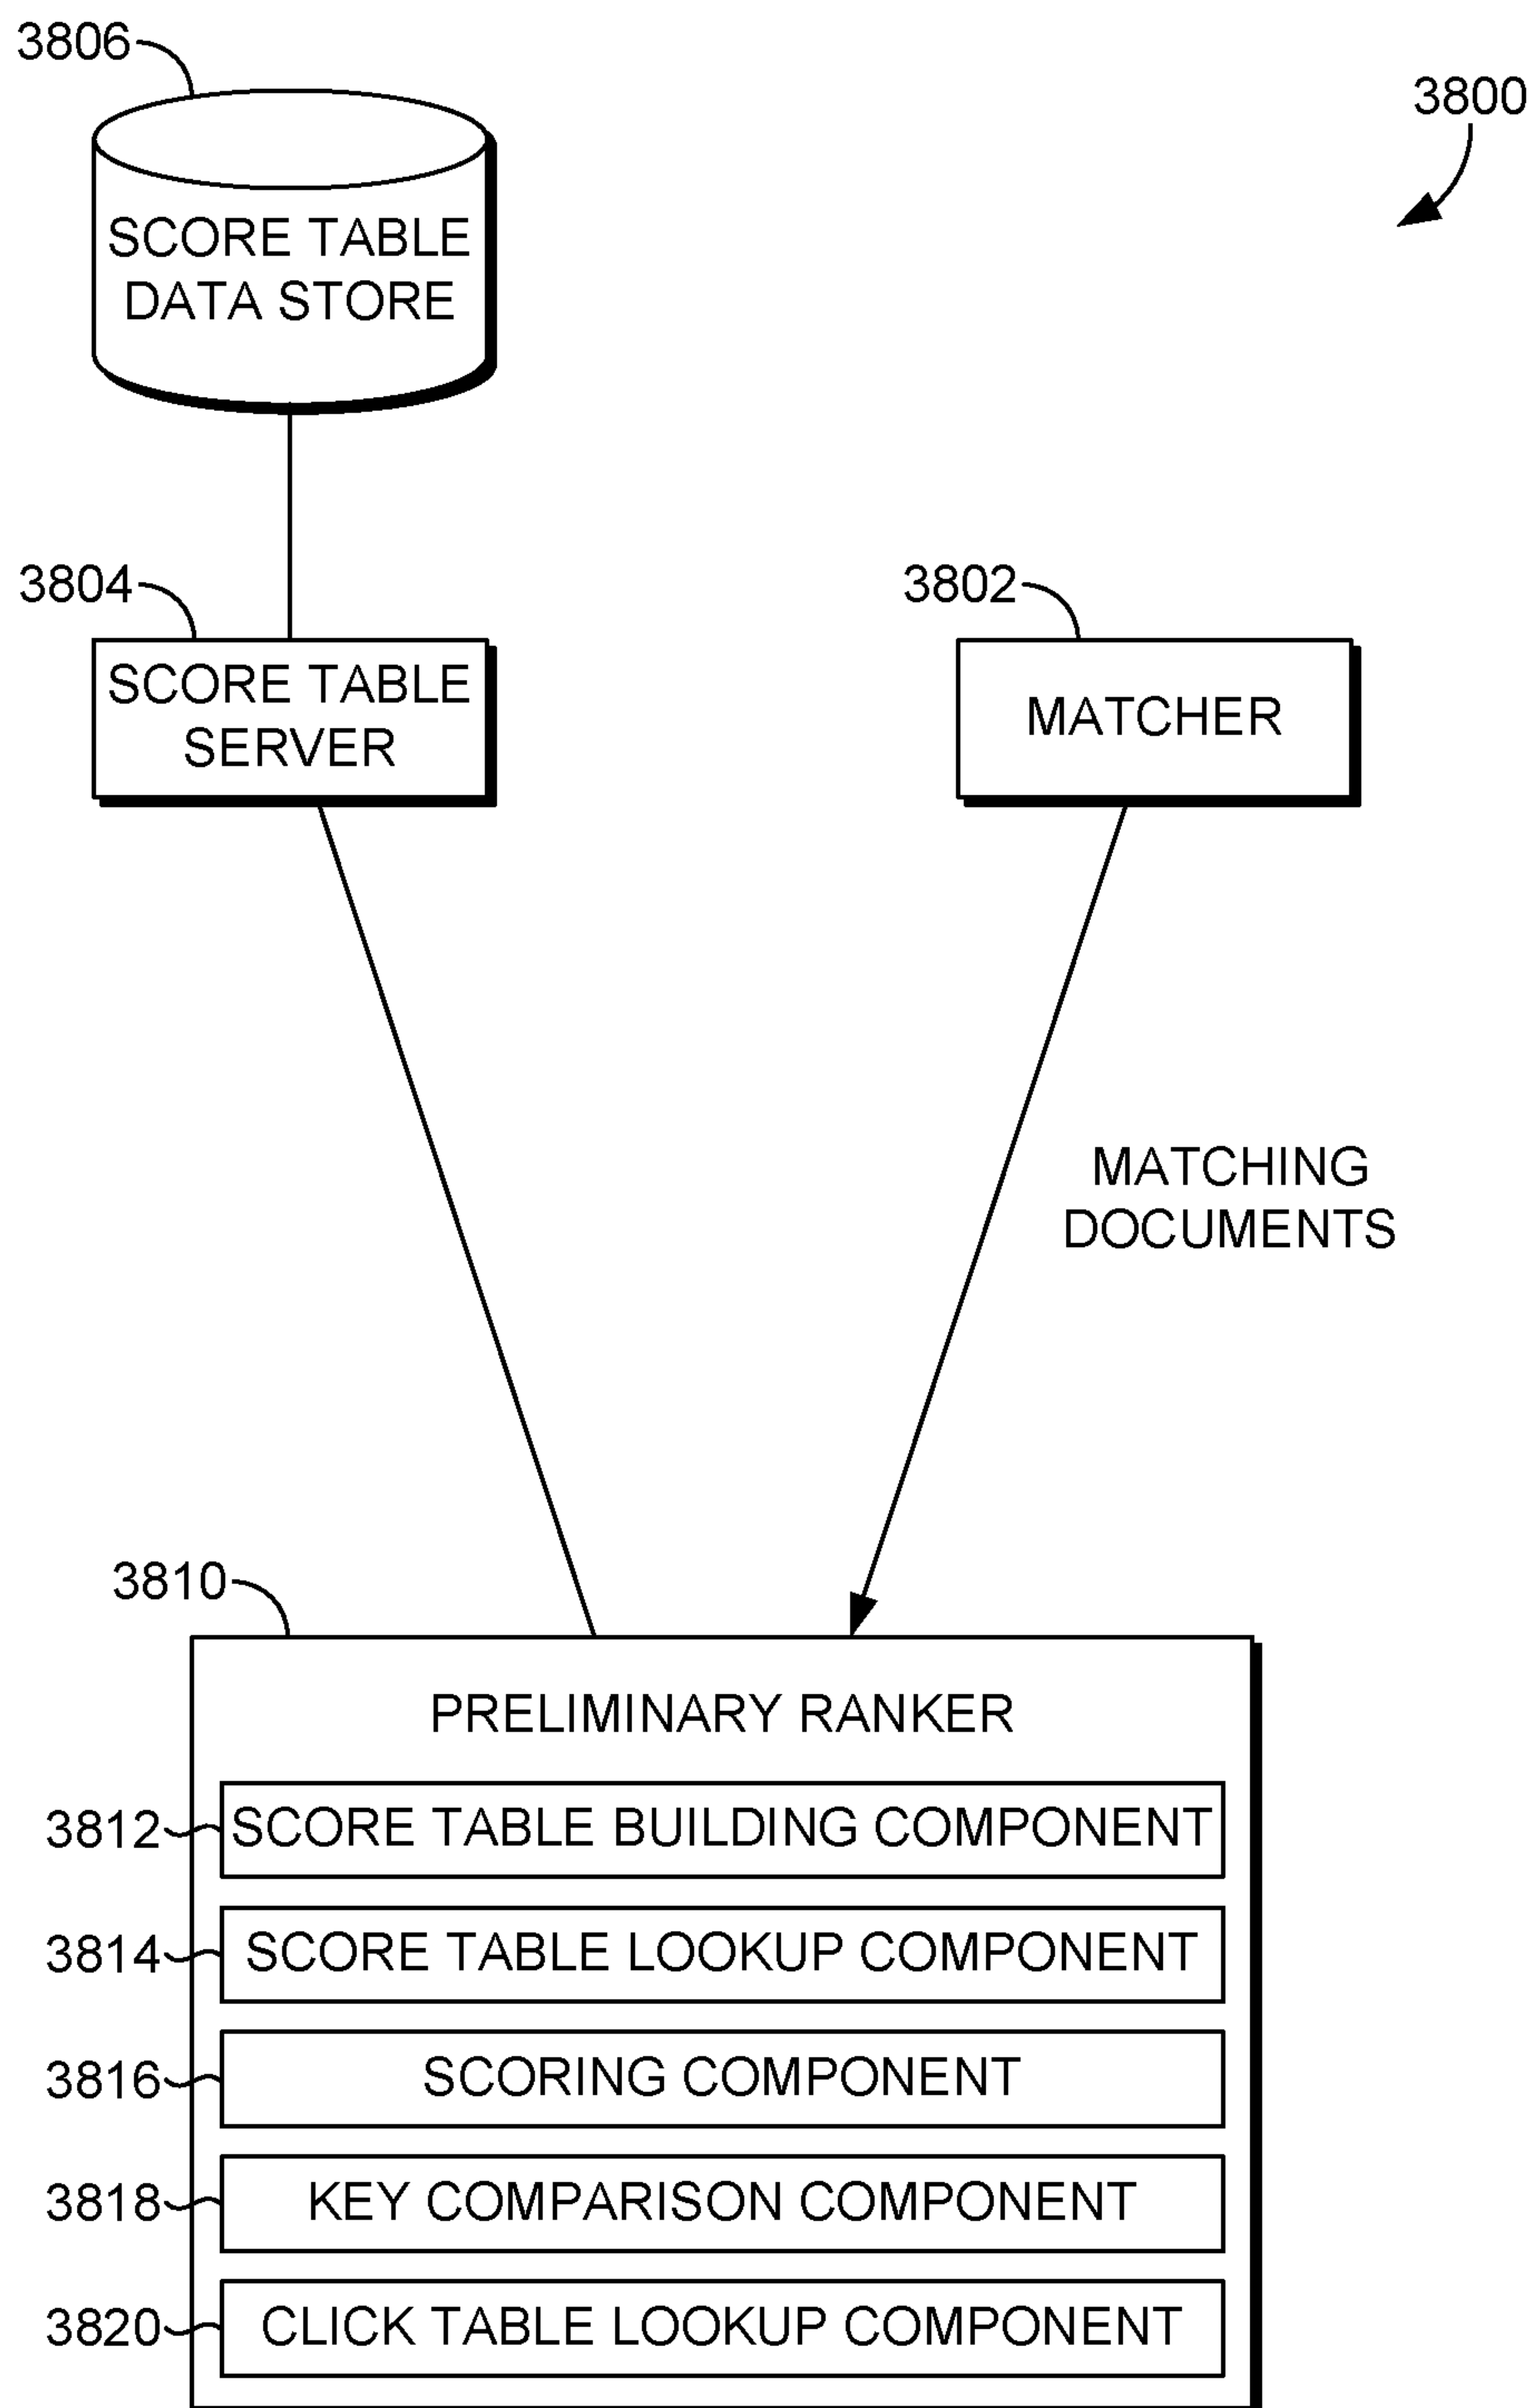 3806
3800
SCORE TABLE
DATA STORE
3804
3802
SCORE TABLE
SERVER
MATCHER
MATCHING
DOCUMENTS
3810
PRELIMINARY RANKER
3812 SCORE TABLE BUILDING COMPONENT
3814 SCORE TABLE LOOKUP COMPONENT
3816 SCORING COMPONENT
3818 KEY COMPARISON COMPONENT
3820 CLICK TABLE LOOKUP COMPONENT